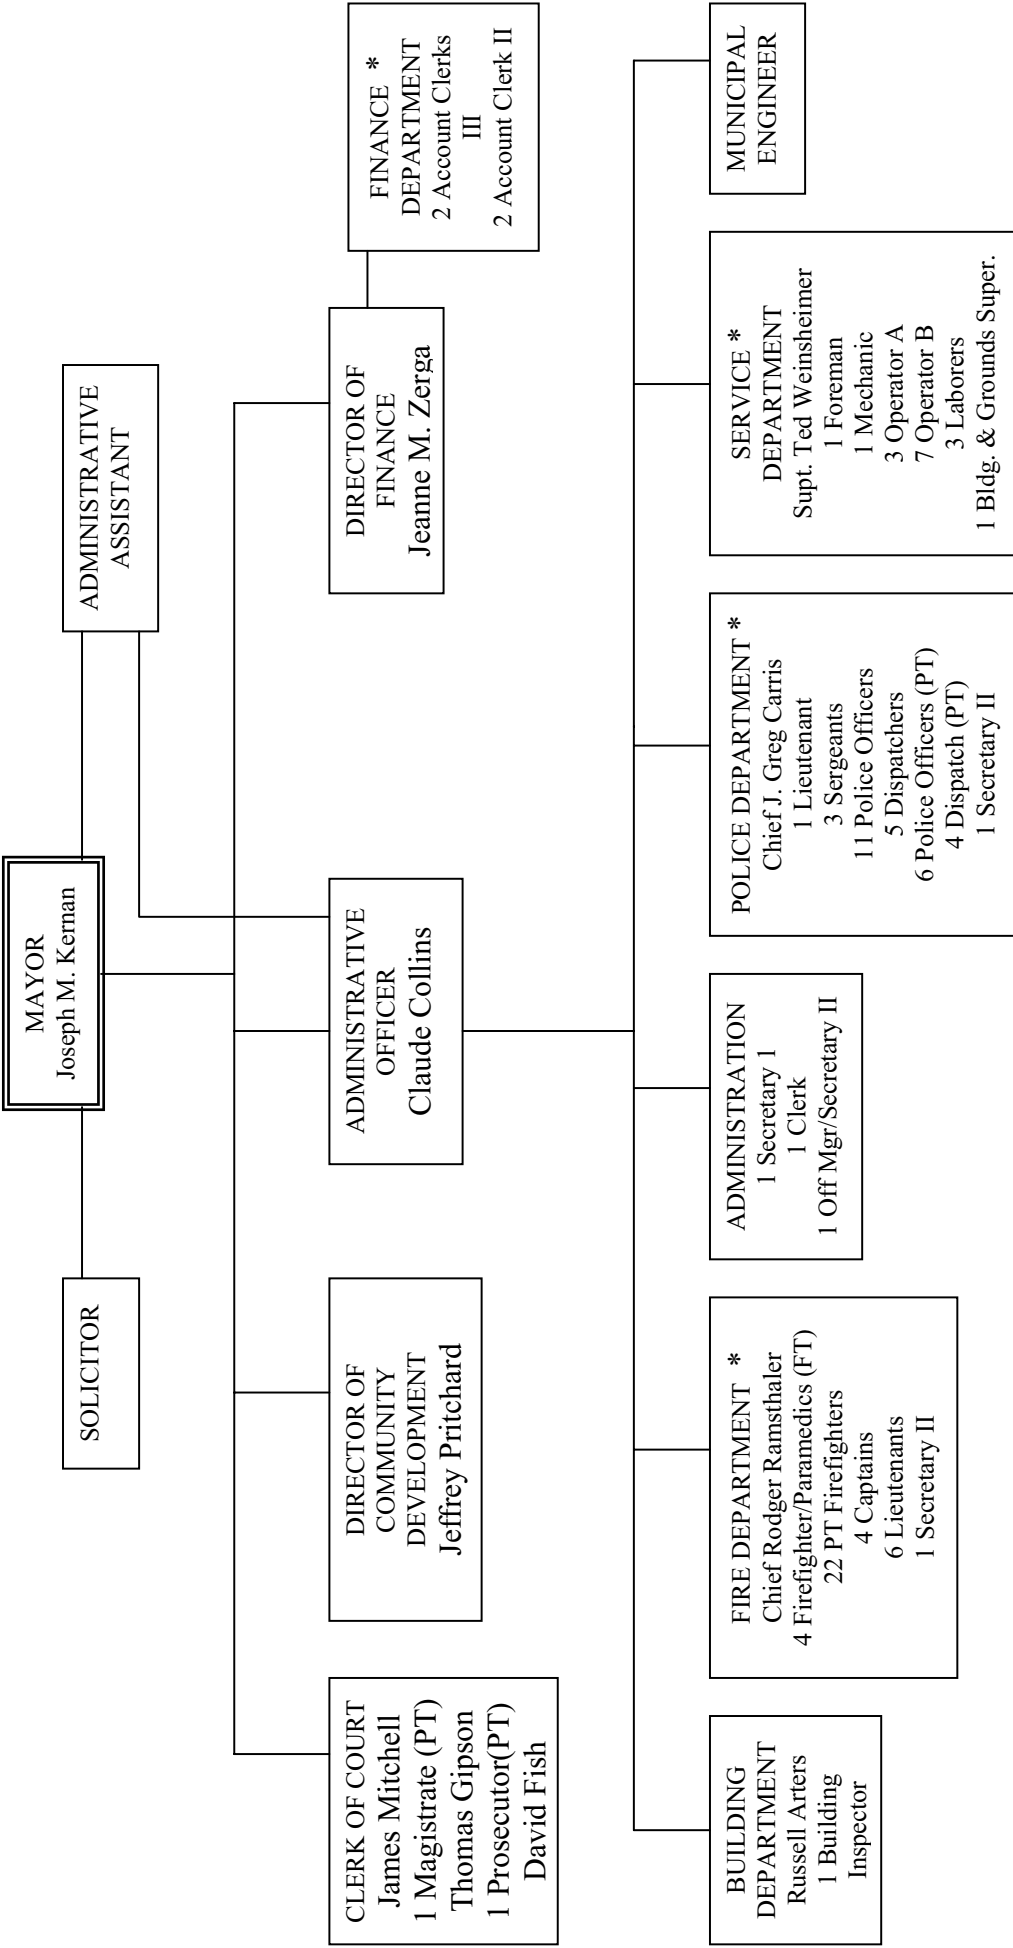 MAYOR
Joseph M. Kernan
SOLICITOR
ADMINISTRATIVE
ASSISTANT
CLERK OF COURT
James Mitchell
1 Magistrate (PT)
Thomas Gipson
1 Prosecutor(PT)
David Fish
DIRECTOR OF
COMMUNITY
DEVELOPMENT
Jeffrey Pritchard
ADMINISTRATIVE
OFFICER
Claude Collins
DIRECTOR OF
FINANCE
Jeanne M. Zerga
FINANCE *
DEPARTMENT
2 Account Clerks
III
2 Account Clerk II
BUILDING
DEPARTMENT
Russell Arters
1 Building
Inspector
FIRE DEPARTMENT *
Chief Rodger Ramsthaler
4 Firefighter/Paramedics (FT)
22 PT Firefighters
4 Captains
6 Lieutenants
1 Secretary II
ADMINISTRATION
1 Secretary 1
1 Clerk
1 Off Mgr/Secretary II
POLICE DEPARTMENT *
Chief J. Greg Carris
1 Lieutenant
3 Sergeants
11 Police Officers
5 Dispatchers
6 Police Officers (PT)
4 Dispatch (PT)
1 Secretary II
SERVICE *
DEPARTMENT
Supt. Ted Weinsheimer
1 Foreman
1 Mechanic
3 Operator A
7 Operator B
3 Laborers
1 Bldg. & Grounds Super.
MUNICIPAL
ENGINEER